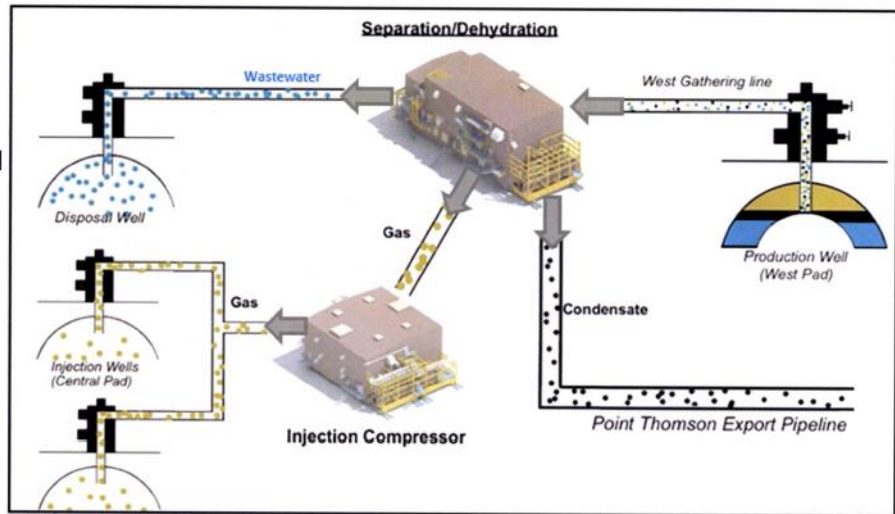 Separation/Dehydration
Wastewater
West Gathering line
Disposal Well
Gas
Production Well
(West Pad)
Gas
Condensate
Injection Wells
(Central Pad)
Injection Compressor
Point Thomson Export Pipeline